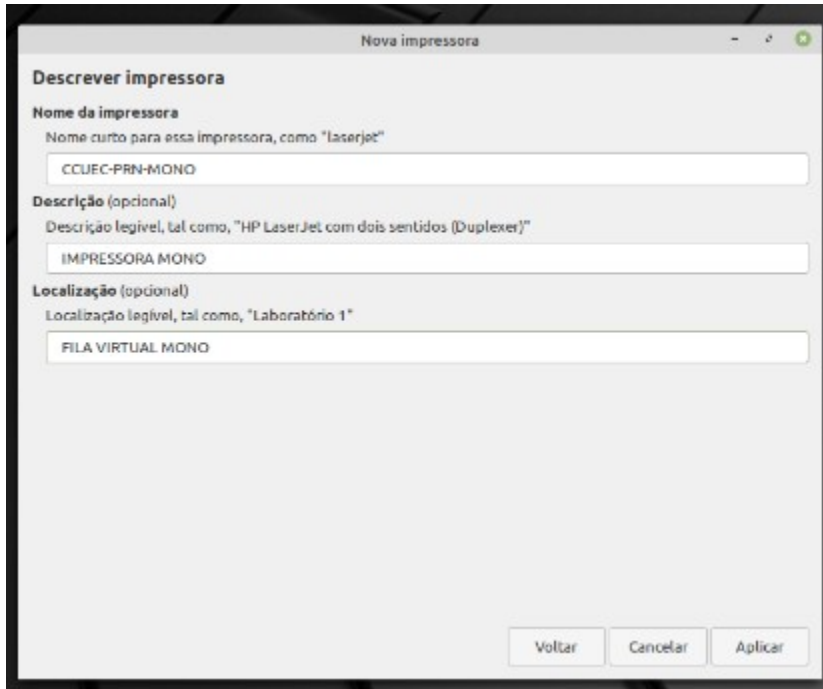 Nova impressora
Descrever impressora
Nome da impressora
Nome curto para essa impressora, como "laserjet"
CCUEC-PRN-MONO
Descrição (opcional)
Descrição legível, tal como, "HP LaserJet com dois sentidos (Duplexer)"
IMPRESSORA MONO
Localização (opcional)
Localização legível, tal como, "Laboratório 1"
FILA VIRTUAL MONO
Voltar Cancelar Aplicar